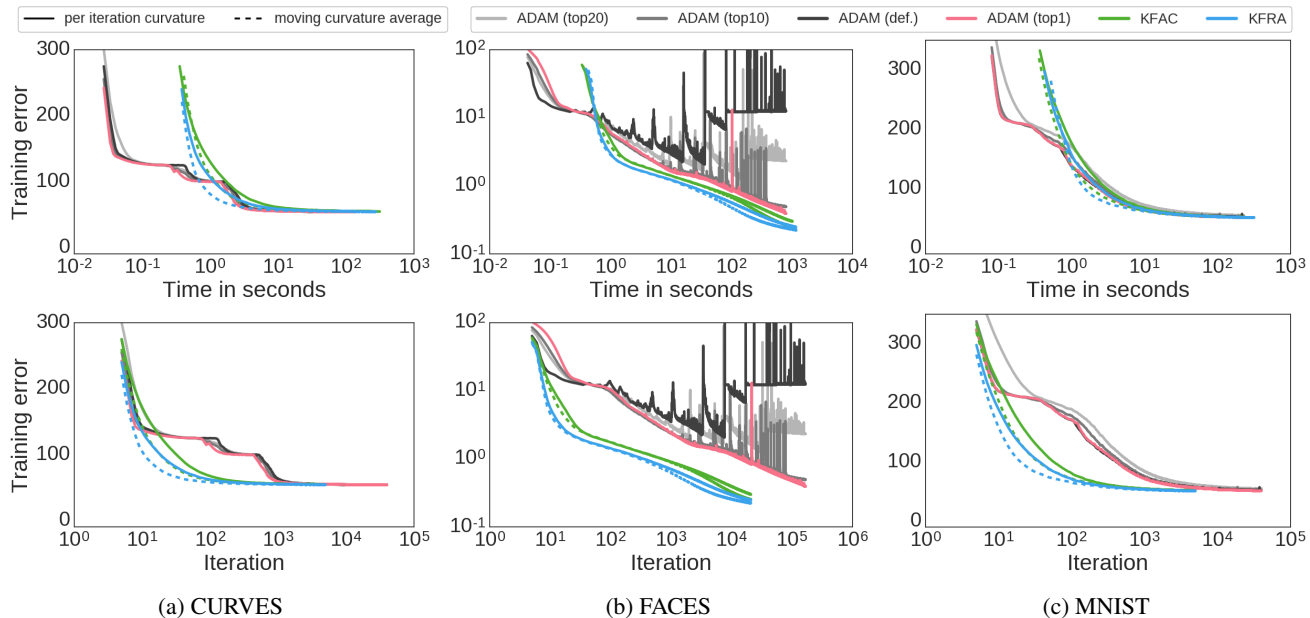 per iteration curvature moving curvature average ADAM (top20) ADAM (top10) ADAM (def.) ADAM (top1) KFAC KFRA
Training error
300
200
100
0
10^-2 10^-1 10^0 10^1 10^2 10^3
Time in seconds
10^2
10^1
10^0
10^-1
10^-2 10^-1 10^0 10^1 10^2 10^3 10^4
Time in seconds
300
200
100
0
10^-2 10^-1 10^0 10^1 10^2 10^3
Time in seconds
Training error
300
200
100
0
10^0 10^1 10^2 10^3 10^4 10^5
Iteration
10^2
10^1
10^0
10^-1
10^0 10^1 10^2 10^3 10^4 10^5 10^6
Iteration
300
200
100
0
10^0 10^1 10^2 10^3 10^4 10^5
Iteration
(a) CURVES
(b) FACES
(c) MNIST